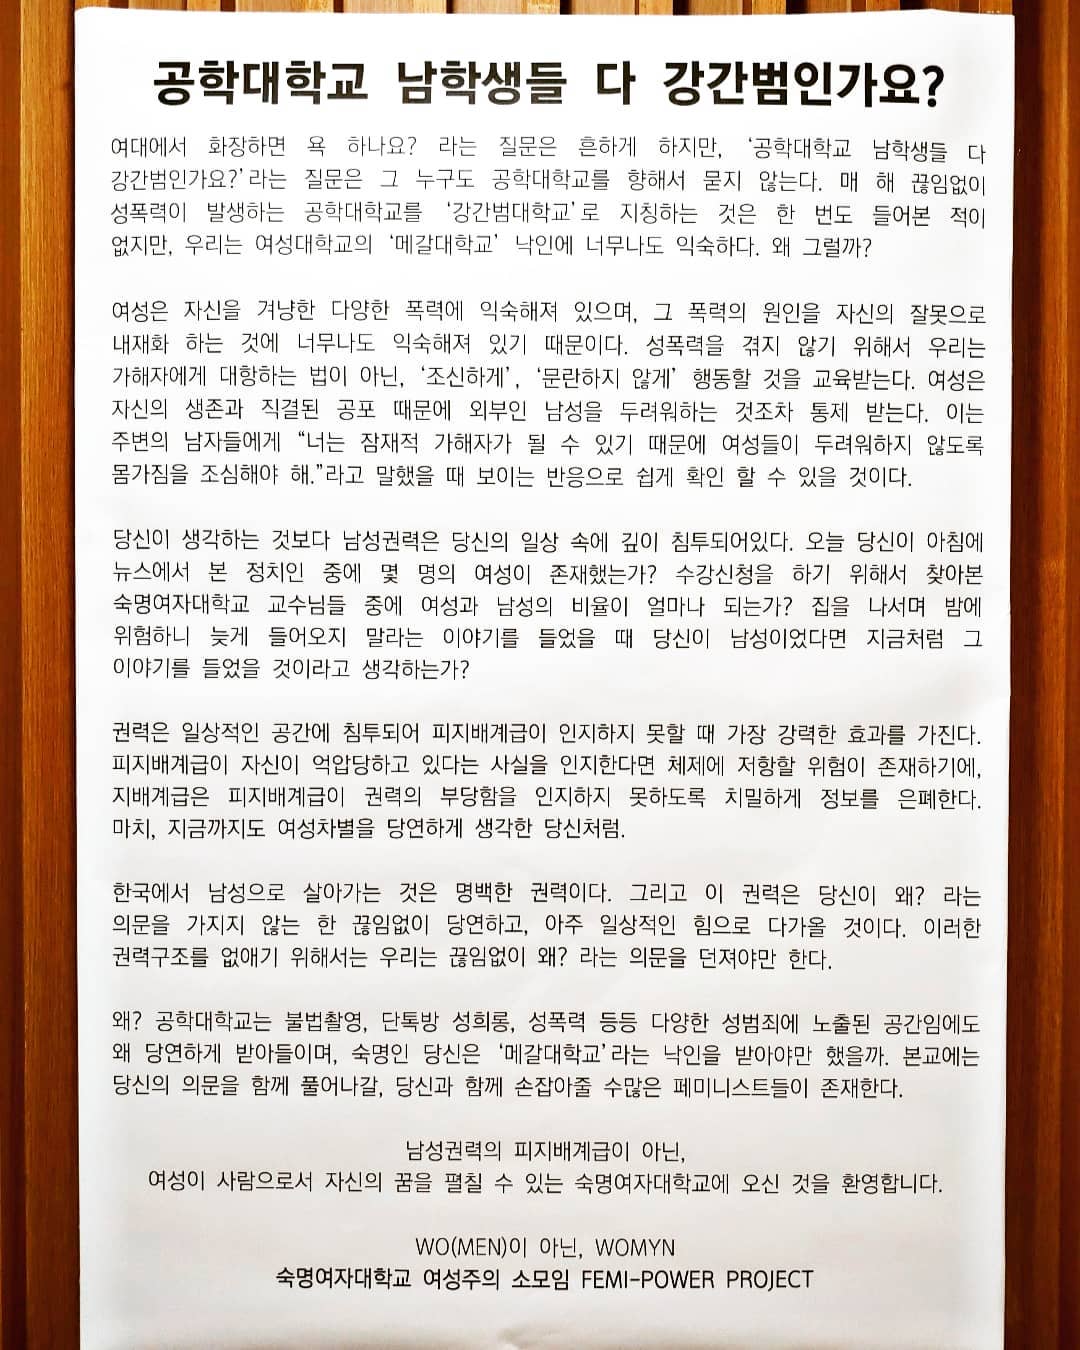 공학대학교 남학생들 다 강간범인가요?
여대에서 화장하면 욕 하나요? 라는 질문은 흔하게 하지만, ‘공학대학교 남학생들 다
강간범인가요?’라는 질문은 그 누구도 공학대학교를 향해서 묻지 않는다. 매 해 끊임없이
성폭력이 발생하는 공학대학교를 ‘강간범대학교’로 지칭하는 것은 한 번도 들어본 적이
없지만, 우리는 여성대학교의 ‘메갈대학교’ 낙인에 너무나도 익숙하다. 왜 그럴까?
여성은 자신을 겨냥한 다양한 폭력에 익숙해져 있으며, 그 폭력의 원인을 자신의 잘못으로
내재화 하는 것에 너무나도 익숙해져 있기 때문이다. 성폭력을 겪지 않기 위해서 우리는
가해자에게 대항하는 법이 아닌, ‘조신하게’, ‘문란하지 않게’ 행동할 것을 교육받는다. 여성은
자신의 생존과 직결된 공포 때문에 외부인 남성을 두려워하는 것조차 통제 받는다. 이는
주변의 남자들에게 “너는 잠재적 가해자가 될 수 있기 때문에 여성들이 두려워하지 않도록
몸가짐을 조심해야 해.”라고 말했을 때 보이는 반응으로 쉽게 확인 할 수 있을 것이다.
당신이 생각하는 것보다 남성권력은 당신의 일상 속에 깊이 침투되어있다. 오늘 당신이 아침에
뉴스에서 본 정치인 중에 몇 명의 여성이 존재했는가? 수강신청을 하기 위해서 찾아본
숙명여자대학교 교수님들 중에 여성과 남성의 비율이 얼마나 되는가? 집을 나서며 밤에
위험하니 늦게 들어오지 말라는 이야기를 들었을 때 당신이 남성이었다면 지금처럼 그
이야기를 들었을 것이라고 생각하는가?
권력은 일상적인 공간에 침투되어 피지배계급이 인지하지 못할 때 가장 강력한 효과를 가진다.
피지배계급이 자신이 억압당하고 있다는 사실을 인지한다면 체제에 저항할 위험이 존재하기에,
지배계급은 피지배계급이 권력의 부당함을 인지하지 못하도록 치밀하게 정보를 은폐한다.
마치, 지금까지도 여성차별을 당연하게 생각한 당신처럼.
한국에서 남성으로 살아가는 것은 명백한 권력이다. 그리고 이 권력은 당신이 왜? 라는
의문을 가지지 않는 한 끊임없이 당연하고, 아주 일상적인 힘으로 다가올 것이다. 이러한
권력구조를 없애기 위해서는 우리는 끊임없이 왜? 라는 의문을 던져야만 한다.
왜? 공학대학교는 불법촬영, 단톡방 성희롱, 성폭력 등등 다양한 성범죄에 노출된 공간임에도
왜 당연하게 받아들이며, 숙명인 당신은 ‘메갈대학교’라는 낙인을 받아야만 했을까. 본교에는
당신의 의문을 함께 풀어나갈, 당신과 함께 손잡아줄 수많은 페미니스트들이 존재한다.
남성권력의 피지배계급이 아닌,
여성이 사람으로서 자신의 꿈을 펼칠 수 있는 숙명여자대학교에 오신 것을 환영합니다.
WO(MEN)이 아닌, WOMYN
숙명여자대학교 여성주의 소모임 FEMI-POWER PROJECT